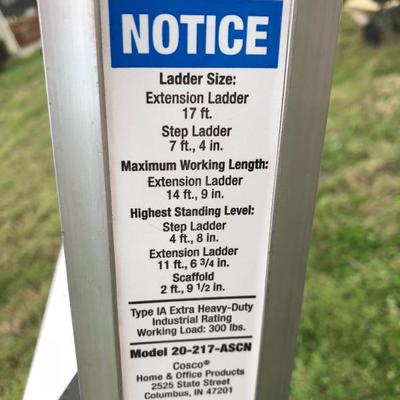 NOTICE
Ladder Size:
Extension Ladder
17 ft.
Step Ladder
7 ft., 4 in.
Maximum Working Length:
Extension Ladder
14 ft., 9 in.
Highest Standing Level:
Step Ladder
4 ft., 8 in.
Extension Ladder
11 ft., 6 3/4 in.
Scaffold
2 ft., 9 1/2 in.
Type IA Extra Heavy-Duty
Industrial Rating
Working Load: 300 lbs.
Model 20-217-ASCN
Cosco®
Home & Office Products
2525 State Street
Columbus, IN 47201